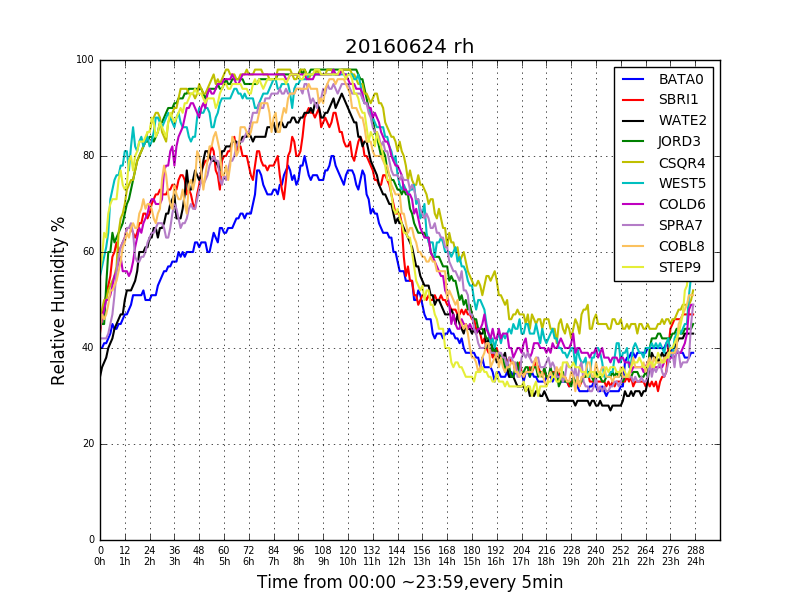 20160624 rh
Relative Humidity %
100
80
60
40
20
0
BATA0
SBRI1
WATE2
JORD3
CSQR4
WEST5
COLD6
SPRA7
COBL8
STEP9
0 12 24 36 48 60 72 84 96 108 120 132 144 156 168 180 192 204 216 228 240 252 264 276 288
0h 1h 2h 3h 4h 5h 6h 7h 8h 9h 10h 11h 12h 13h 14h 15h 16h 17h 18h 19h 20h 21h 22h 23h 24h
Time from 00:00 ~23:59,every 5min